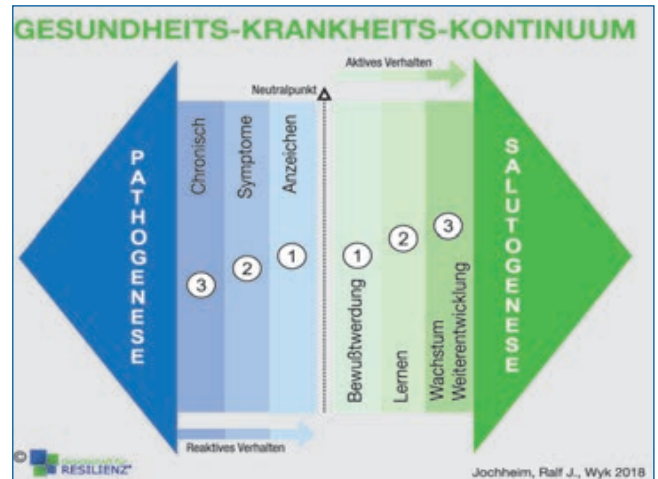 GESUNDHEITS-KRANKHEITS-KONTINUUM
Aktives Verhalten
Neutralpunkt
PATHOGENESE
Chronisch
Symptome
Anzeichen
3
2
1
1
2
3
Bewußtwerdung
Lernen
Wachstum
Weiterentwicklung
SALUTOGENESE
Reaktives Verhalten
©
RESILIENZ
Jochheim, Ralf J., Wyk 2018